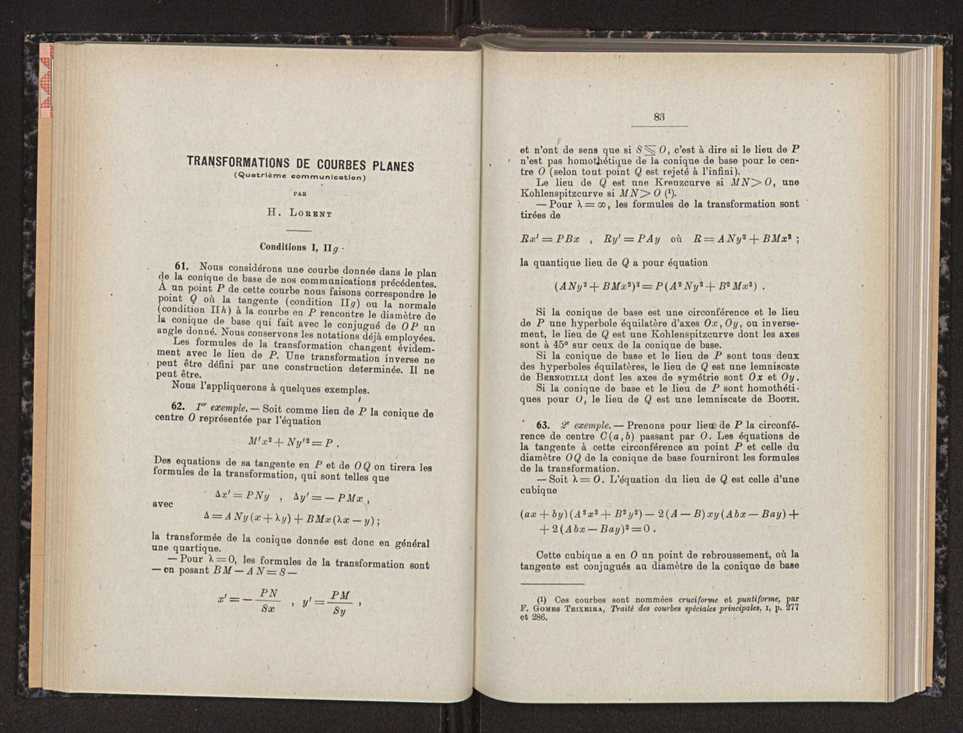 TRANSFORMATIONS DE COURBES PLANES
(Quatrième communication)
PAR
H. LORENT
Conditions I, IIg ·
61. Nous considérons une courbe donnée dans le plan
de la conique de base de nos communications précédentes.
A un point P de cette courbe nous faisons correspondre le
point Q où la tangente (condition IIg) ou la normale
(condition IIh) à la courbe en P rencontre le diamètre de
la conique de base qui fait avec le conjugué de OP un
angle donné. Nous conservons les notations déjà employées.
Les formules de la transformation changent évidem-
ment avec le lieu de P. Une transformation inverse ne
peut être défini par une construction determinée. Il ne
peut être.
Nous l'appliquerons à quelques exemples.
62. 1er exemple. — Soit comme lieu de P la conique de
centre O représentée par l'équation
M'x² + Ny'² = P .
Des equations de sa tangente en P et de OQ on tirera les
formules de la transformation, qui sont telles que
Δx' = PNy , Δy' = — PMx ,
avec
Δ = ANy(x + λy) + BMx(λx — y);
la transformée de la conique donnée est donc en général
une quartique.
— Pour λ = 0, les formules de la transformation sont
— en posant BM — AN = S —
x' = — PN/Sx , y' = PM/Sy ,
83
et n'ont de sens que si S ≶ O, c'est à dire si le lieu de P
n'est pas homothétique de la conique de base pour le cen-
tre O (selon tout point Q est rejeté à l'infini).
Le lieu de Q est une Kreuzcurve si MN > O, une
Kohlenspitzcurve si MN > O (¹).
— Pour λ = ∞, les formules de la transformation sont
tirées de
Rx' = PBx , Ry' = PAy où R = ANy² + BMx² ;
la quantique lieu de Q a pour équation
(ANy² + BMx²)² = P(A²Ny² + B²Mx²) .
Si la conique de base est une circonférence et le lieu
de P une hyperbole équilatère d'axes Ox, Oy, ou inverse-
ment, le lieu de Q est une Kohlenspitzcurve dont les axes
sont à 45° sur ceux de la conique de base.
Si la conique de base et le lieu de P sont tous deux
des hyperboles équilatères, le lieu de Q est une lemniscate
de BERNOUILLI dont les axes de symétrie sont Ox et Oy.
Si la conique de base et le lieu de P sont homothéti-
ques pour O, le lieu de Q est une lemniscate de BOOTH.
63. 2e exemple. — Prenons pour lieu de P la circonfé-
rence de centre C(a, b) passant par O. Les équations de
la tangente à cette circonférence au point P et celle du
diamètre OQ de la conique de base fourniront les formules
de la transformation.
— Soit λ = O. L'équation du lieu de Q est celle d'une
cubique
(ax + by)(A²x² + B²y²) — 2(A — B)xy(Abx — Bay) +
+ 2(Abx — Bay)² = 0 .
Cette cubique a en O un point de rebroussement, où la
tangente est conjugués au diamètre de la conique de base
(¹) Ces courbes sont nommées cruciforme et puntiforme, par
F. GOMES TEIXEIRA, Traité des courbes spéciales principales, I, p. 277
et 286.